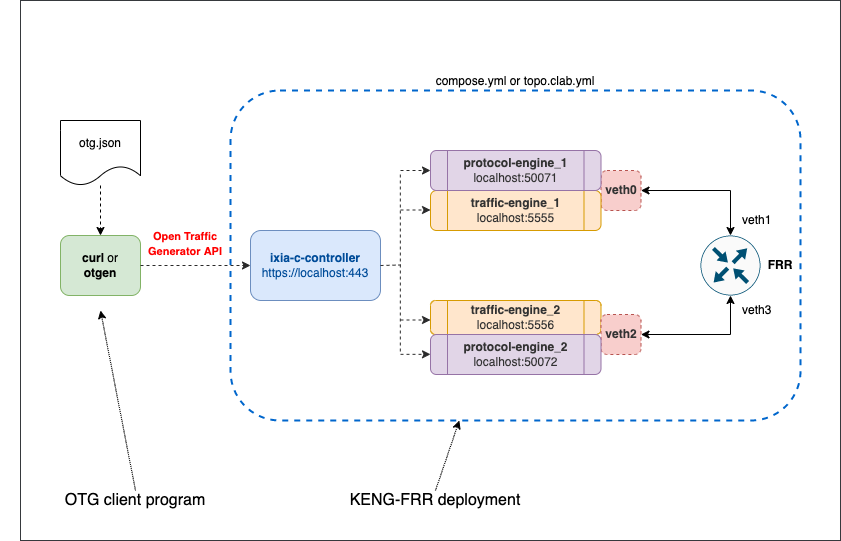 compose.yml or topo.clab.yml
otg.json
protocol-engine_1
localhost:50071
traffic-engine_1
localhost:5555
veth0
veth1
Open Traffic
Generator API
curl or
otgen
ixia-c-controller
https://localhost:443
FRR
traffic-engine_2
localhost:5556
protocol-engine_2
localhost:50072
veth2
veth3
OTG client program
KENG-FRR deployment